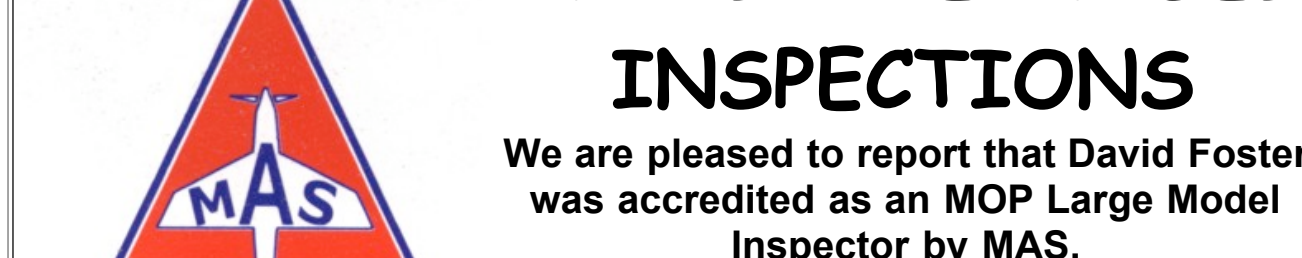 INSPECTIONS
We are pleased to report that David Foster
was accredited as an MOP Large Model
Inspector by MAS.
MAS